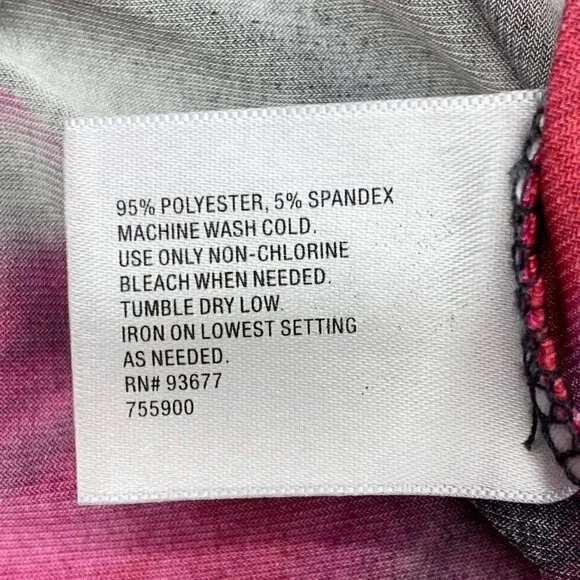 95% POLYESTER, 5% SPANDEX
MACHINE WASH COLD.
USE ONLY NON-CHLORINE
BLEACH WHEN NEEDED.
TUMBLE DRY LOW.
IRON ON LOWEST SETTING
AS NEEDED.
RN# 93677
755900